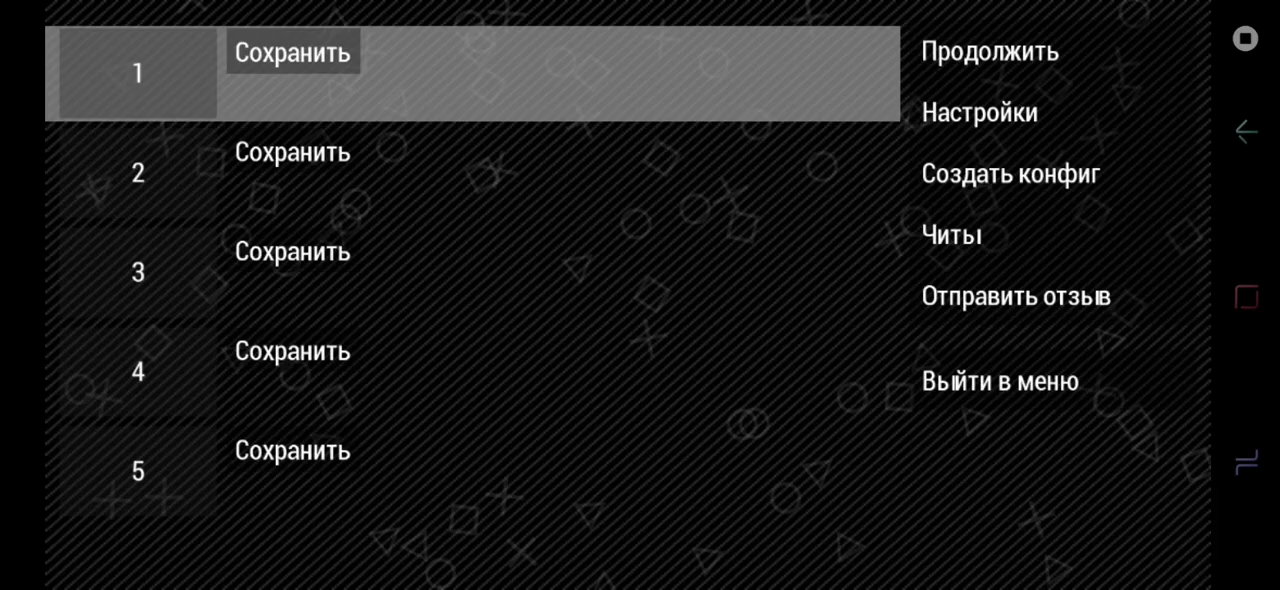 1
Сохранить
2
Сохранить
3
Сохранить
4
Сохранить
5
Сохранить
Продолжить
Настройки
Создать конфиг
Читы
Отправить отзыв
Выйти в меню